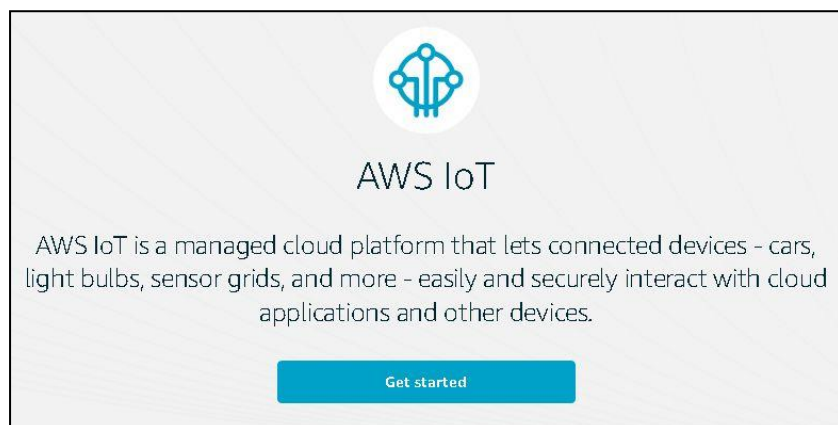 AWS IoT
AWS IoT is a managed cloud platform that lets connected devices - cars,
light bulbs, sensor grids, and more - easily and securely interact with cloud
applications and other devices.
Get started